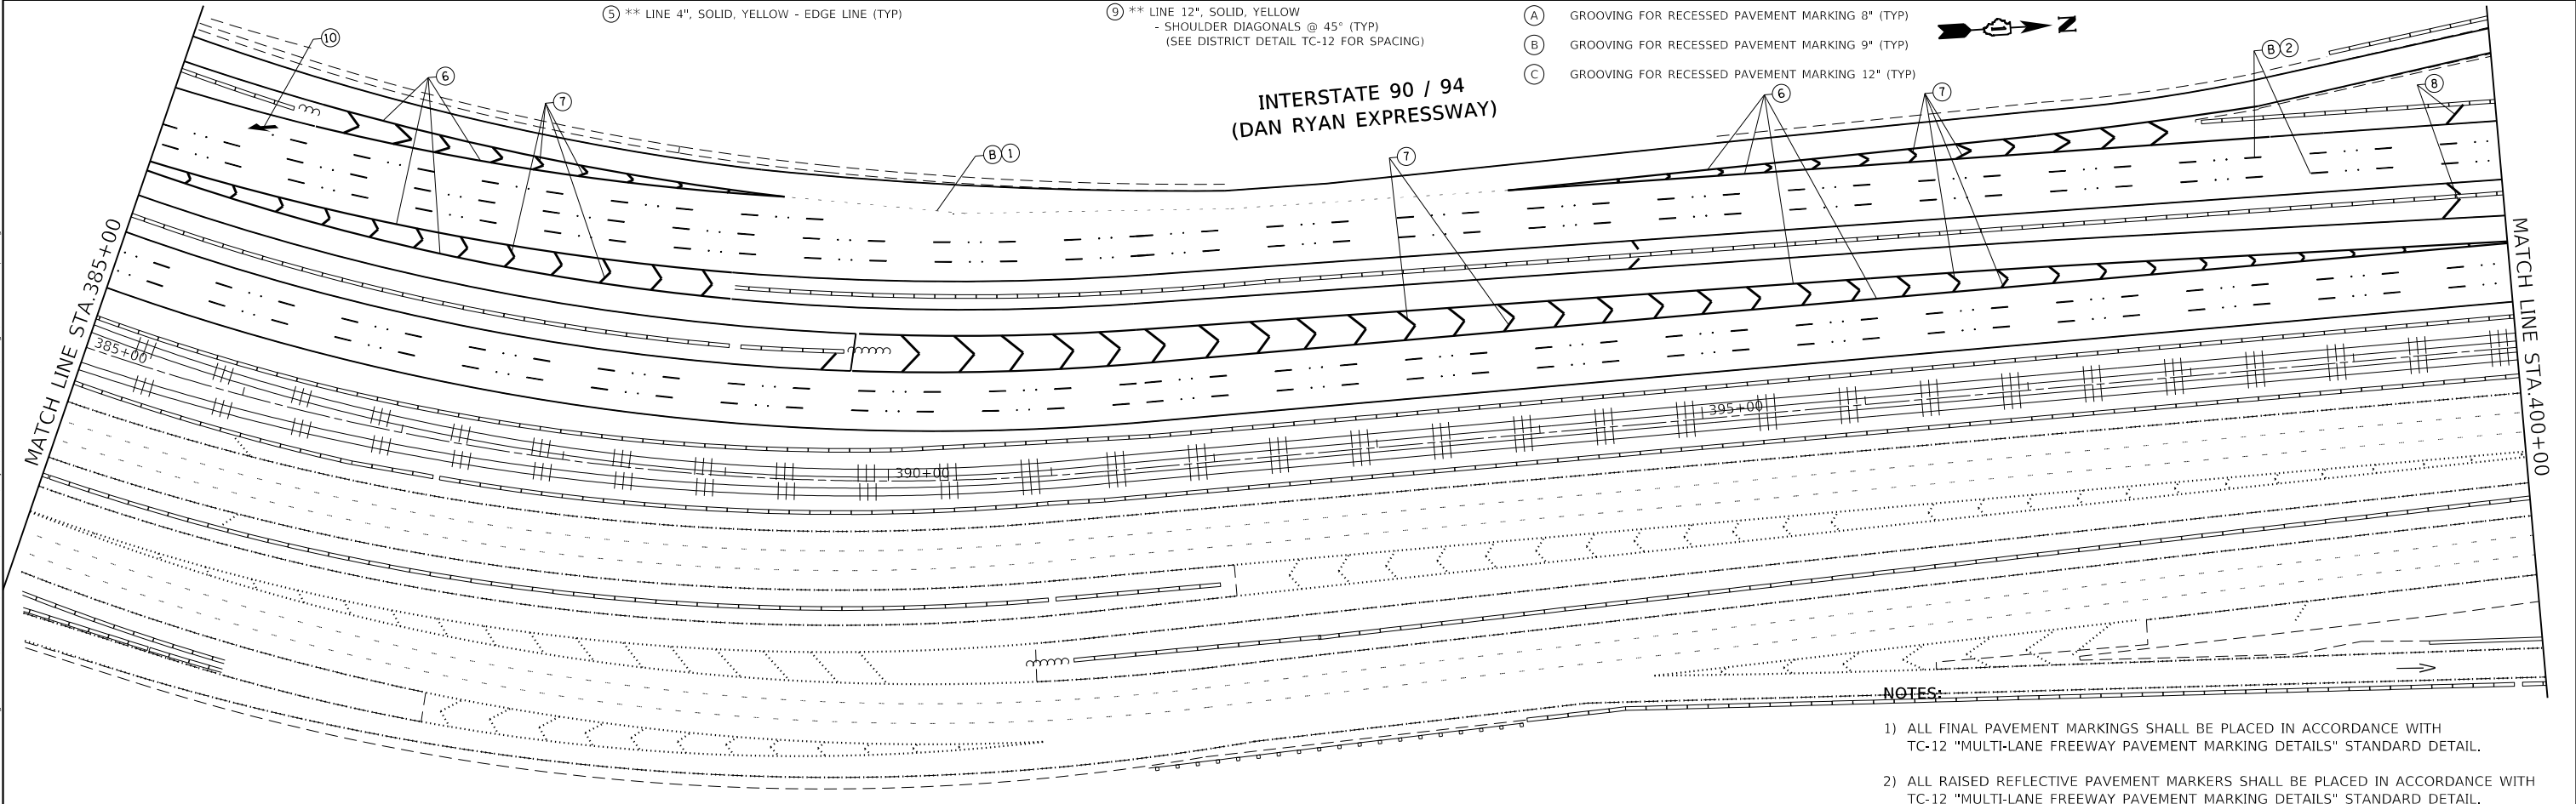 5 ** LINE 4", SOLID, YELLOW - EDGE LINE (TYP)
9 ** LINE 12", SOLID, YELLOW
- SHOULDER DIAGONALS @ 45° (TYP)
(SEE DISTRICT DETAIL TC-12 FOR SPACING)
A GROOVING FOR RECESSED PAVEMENT MARKING 8" (TYP)
B GROOVING FOR RECESSED PAVEMENT MARKING 9" (TYP)
C GROOVING FOR RECESSED PAVEMENT MARKING 12" (TYP)
N
INTERSTATE 90 / 94
(DAN RYAN EXPRESSWAY)
10
6
7
B 1
7
6
7
B 2
8
MATCH LINE STA.385+00
385+00
390+00
395+00
MATCH LINE STA.400+00
NOTES:
1) ALL FINAL PAVEMENT MARKINGS SHALL BE PLACED IN ACCORDANCE WITH
TC-12 "MULTI-LANE FREEWAY PAVEMENT MARKING DETAILS" STANDARD DETAIL.
2) ALL RAISED REFLECTIVE PAVEMENT MARKERS SHALL BE PLACED IN ACCORDANCE WITH
TC-12 "MULTI-LANE FREEWAY PAVEMENT MARKING DETAILS" STANDARD DETAIL.